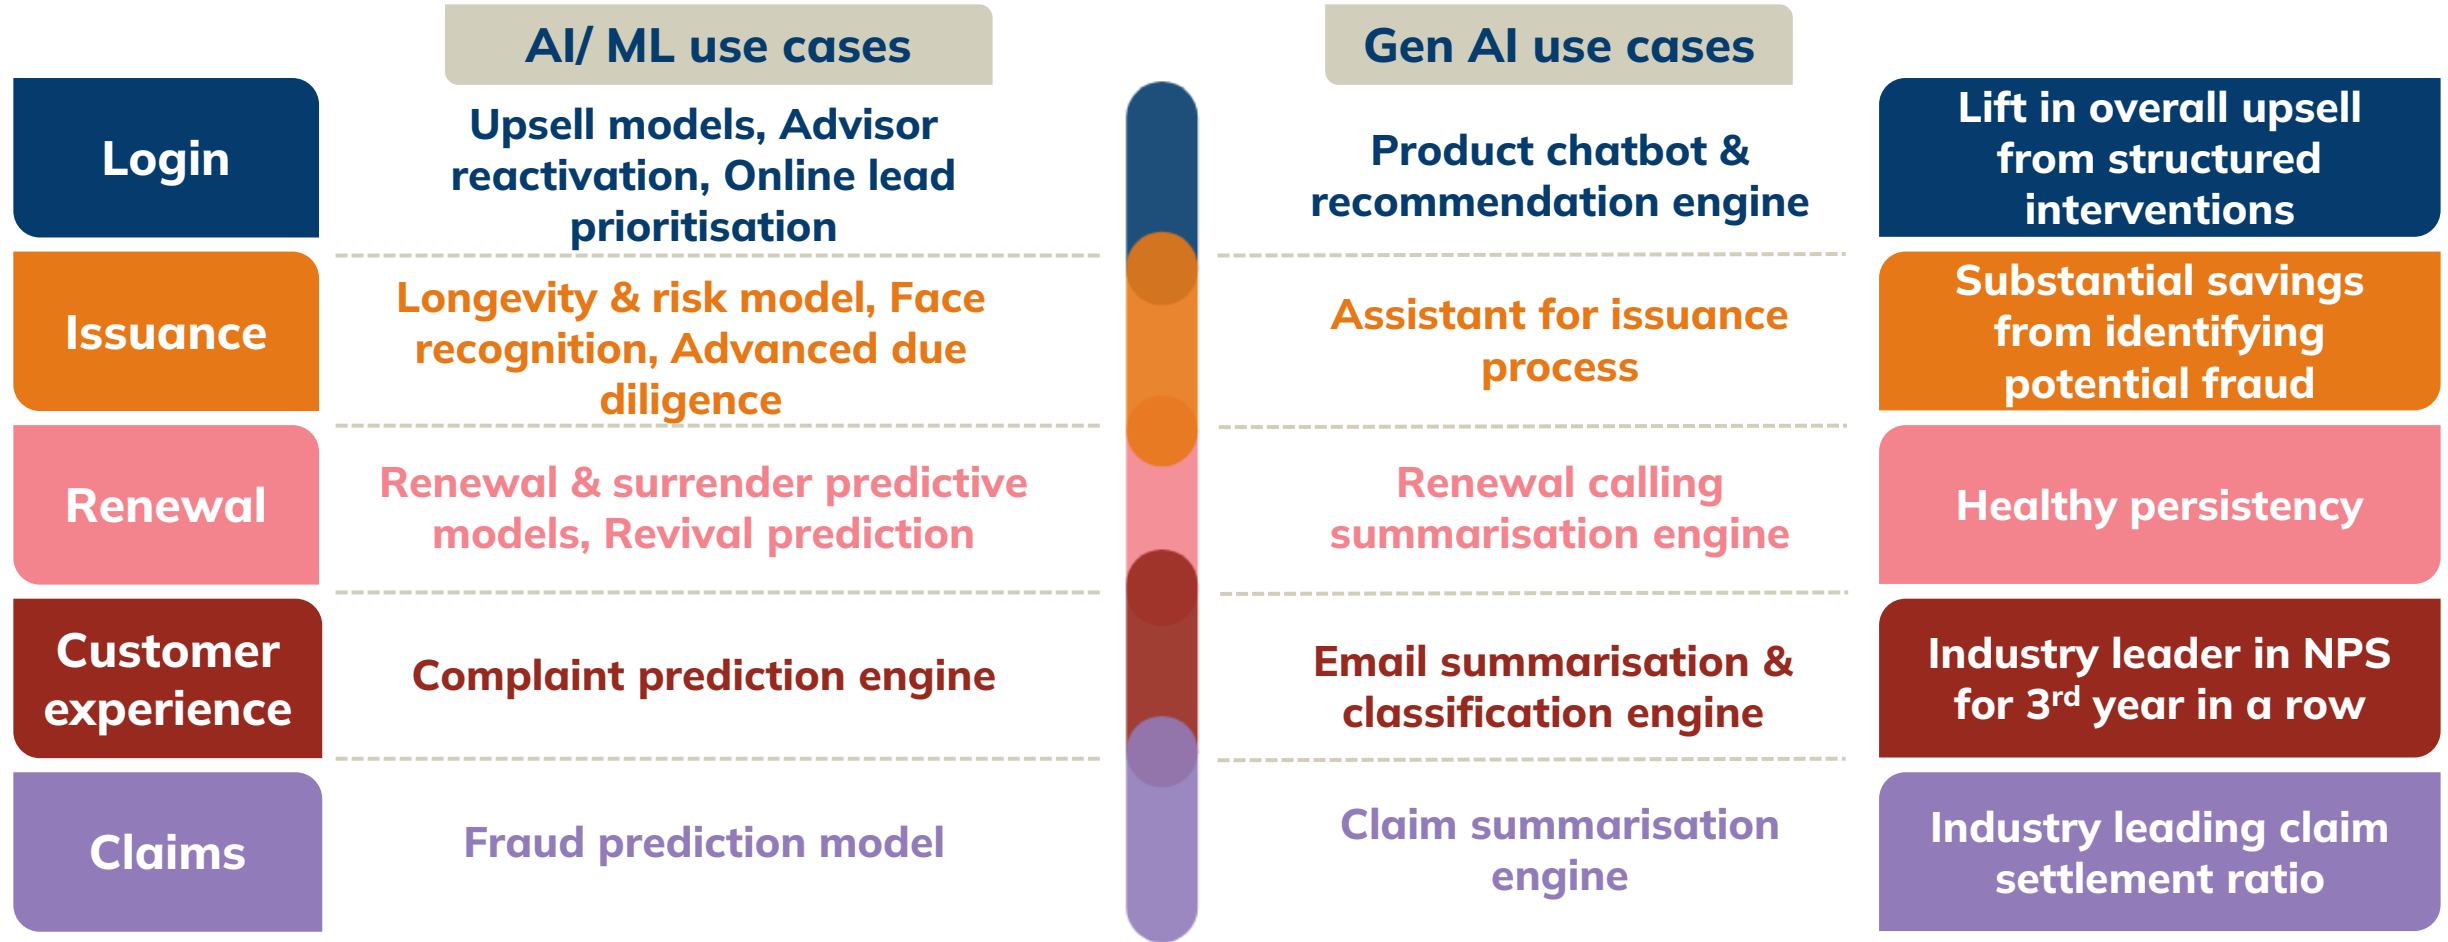 AI/ ML use cases
Gen AI use cases
Login
Upsell models, Advisor
reactivation, Online lead
prioritisation
Product chatbot &
recommendation engine
Lift in overall upsell
from structured
interventions
Issuance
Longevity & risk model, Face
recognition, Advanced due
diligence
Assistant for issuance
process
Substantial savings
from identifying
potential fraud
Renewal
Renewal & surrender predictive
models, Revival prediction
Renewal calling
summarisation engine
Healthy persistency
Customer
experience
Complaint prediction engine
Email summarisation &
classification engine
Industry leader in NPS
for 3rd year in a row
Claims
Fraud prediction model
Claim summarisation
engine
Industry leading claim
settlement ratio